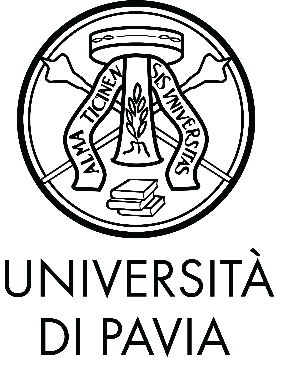 ALMA TICINEN
SIS UNIVERSITAS
UNIVERSITÀ
DI PAVIA